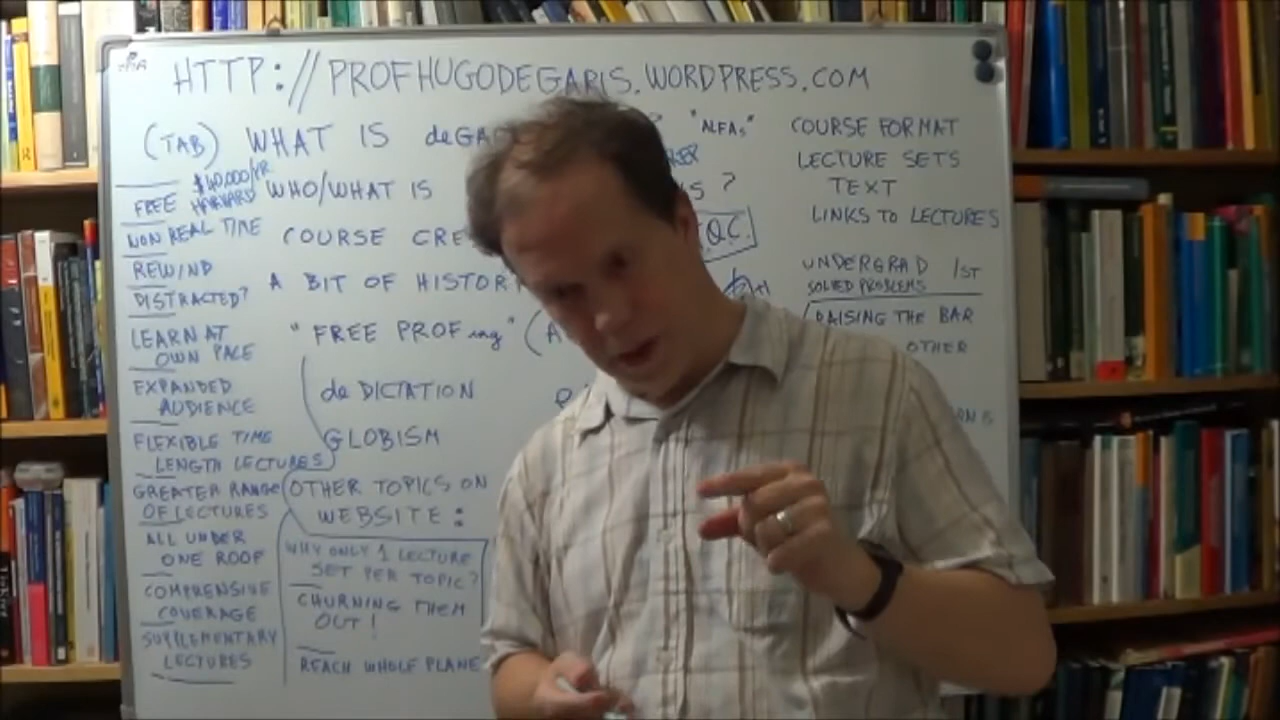 HTTP://PROFHUGODEGARIS.WORDPRESS.COM
(TAB) WHAT IS deGA
"ALFAs"
WHO/WHAT IS
S ?
COURSE CRE
Q.C.
A BIT OF HISTOR
"FREE PROFing" (A
de DICTATION
GLOBISM
OTHER TOPICS ON
WEBSITE:
WHY ONLY 1 LECTURE
SET PER TOPIC?
CHURNING THEM
OUT!
REACH WHOLE PLANE
$40,000/YR
FREE HARVARD
NON REAL TIME
REWIND
DISTRACTED?
LEARN AT
OWN PACE
EXPANDED
AUDIENCE
FLEXIBLE TIME
LENGTH LECTURES
GREATER RANGE
OF LECTURES
ALL UNDER
ONE ROOF
COMPRENSIVE
COVERAGE
SUPPLEMENTARY
LECTURES
COURSE FORMAT
LECTURE SETS
TEXT
LINKS TO LECTURES
UNDERGRAD 1ST
SOLVED PROBLEMS
RAISING THE BAR
OTHER